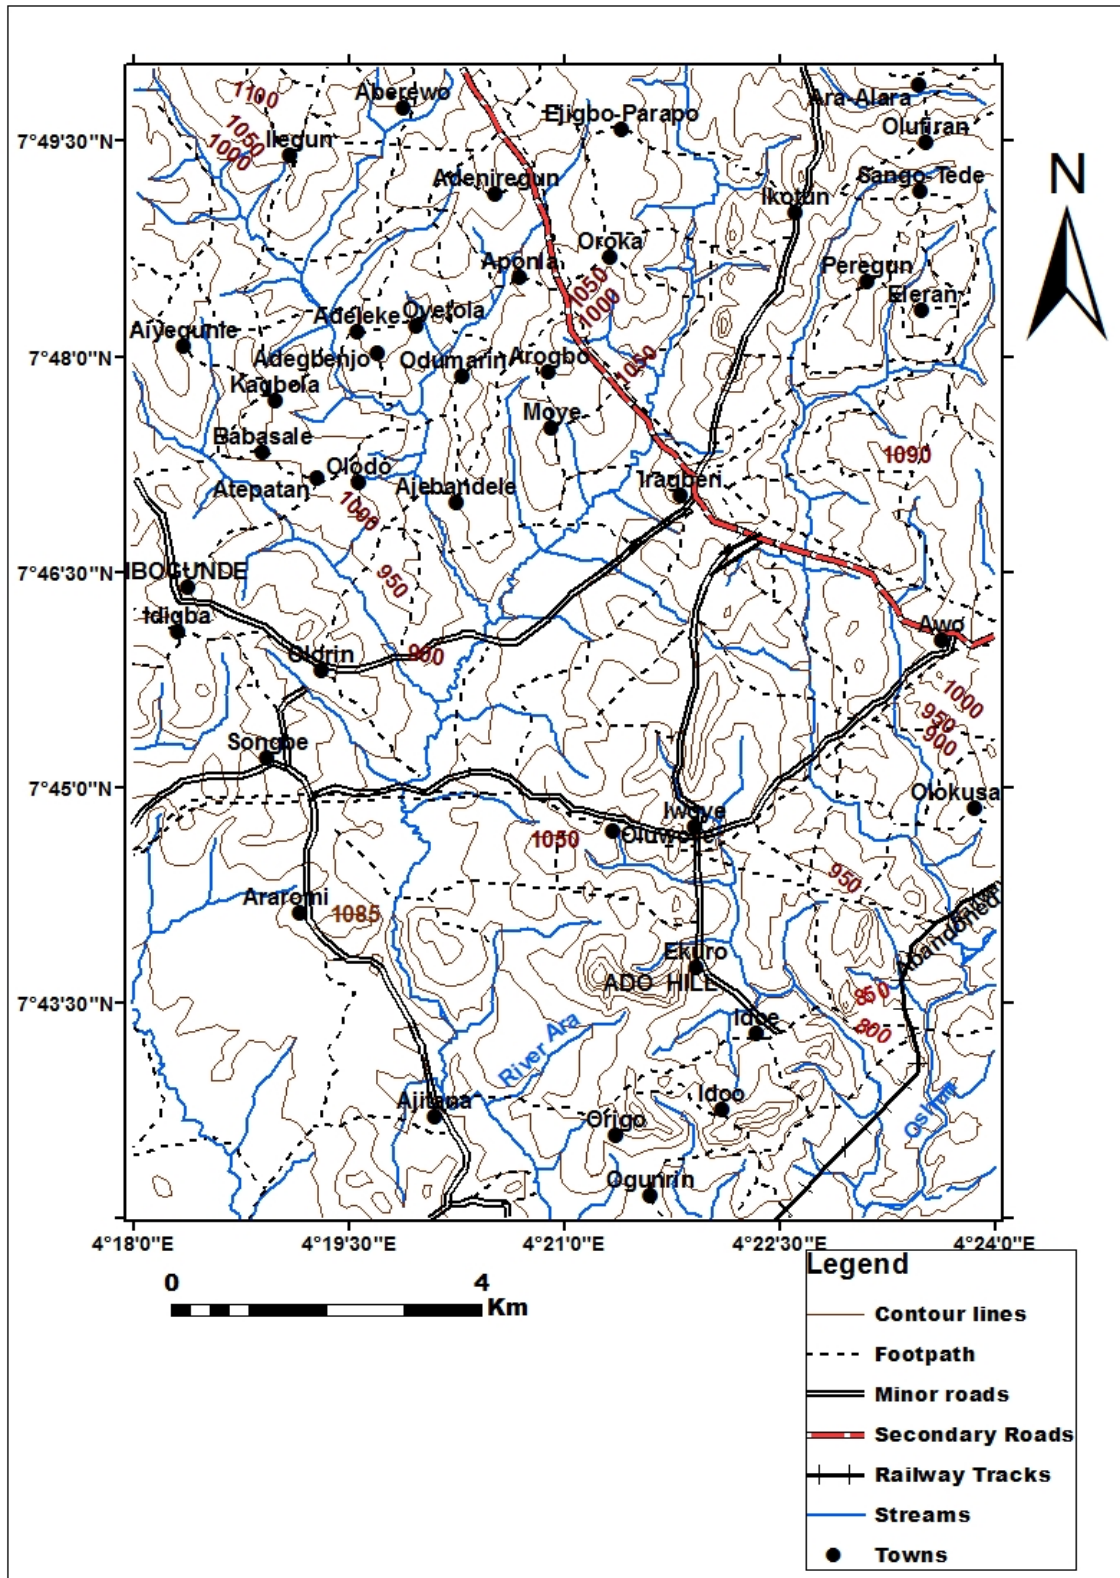 1100
Aberewo
Ara-Alara
Ejigbo-Parapo
1050
Olufiran
7°49'30"N
1000
Ilegun
Adeniregun
Sango-Tede
Ikotun
Oroka
Aponla
Peregun
1050
1000
Eleran
Adeleke
Oyetola
Aiyegunle
7°48'0"N
Adegbenjo
Odumarin
Arogbo
1050
Kagbola
Moye
Babasale
1090
Olodo
Iragberi
Atepatan
Ajebandele
1000
7°46'30"N
IBOGUNDE
950
Idigba
Awo
Olorin
900
1000
950
900
Songbe
7°45'0"N
Olokusa
Iwoye
1050
Oluwole
950
Araromi
1085
Abandoned
Ekuro
ADO HILL
850
7°43'30"N
Idoe
800
River Ara
Ajitana
Idoo
Origo
Oshun
Ogunrin
4°18'0"E
4°19'30"E
4°21'0"E
4°22'30"E
4°24'0"E
N
0
4
Km
Legend
Contour lines
Footpath
Minor roads
Secondary Roads
Railway Tracks
Streams
Towns